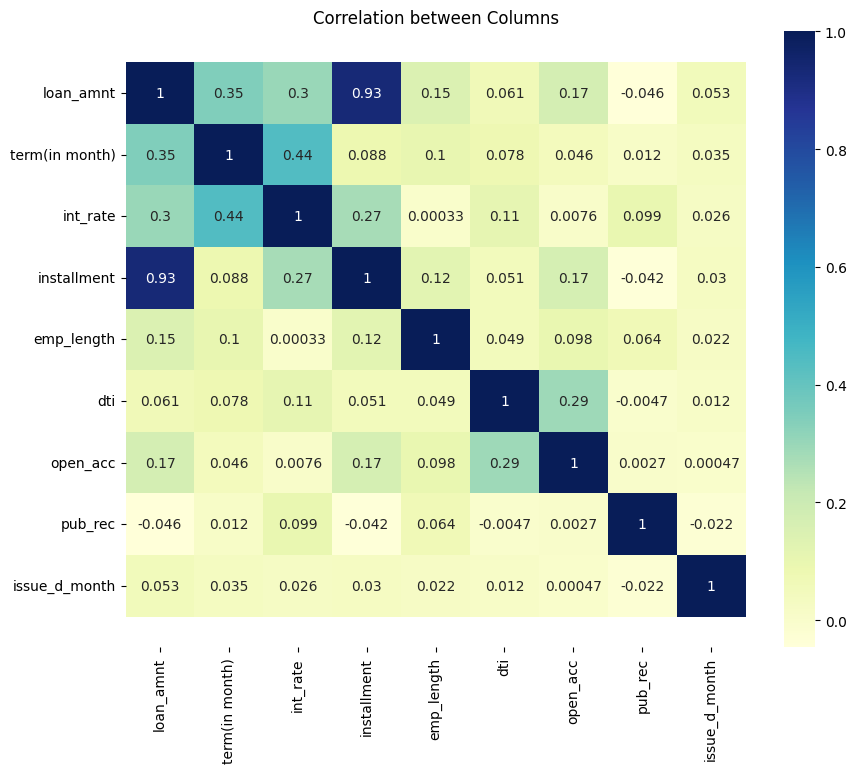 Correlation between Columns
loan_amnt 1 0.35 0.3 0.93 0.15 0.061 0.17 -0.046 0.053
term(in month) 0.35 1 0.44 0.088 0.1 0.078 0.046 0.012 0.035
int_rate 0.3 0.44 1 0.27 0.00033 0.11 0.0076 0.099 0.026
installment 0.93 0.088 0.27 1 0.12 0.051 0.17 -0.042 0.03
emp_length 0.15 0.1 0.00033 0.12 1 0.049 0.098 0.064 0.022
dti 0.061 0.078 0.11 0.051 0.049 1 0.29 -0.0047 0.012
open_acc 0.17 0.046 0.0076 0.17 0.098 0.29 1 0.0027 0.00047
pub_rec -0.046 0.012 0.099 -0.042 0.064 -0.0047 0.0027 1 -0.022
issue_d_month 0.053 0.035 0.026 0.03 0.022 0.012 0.00047 -0.022 1
loan_amnt
term(in month)
int_rate
installment
emp_length
dti
open_acc
pub_rec
issue_d_month
1.0
0.8
0.6
0.4
0.2
0.0